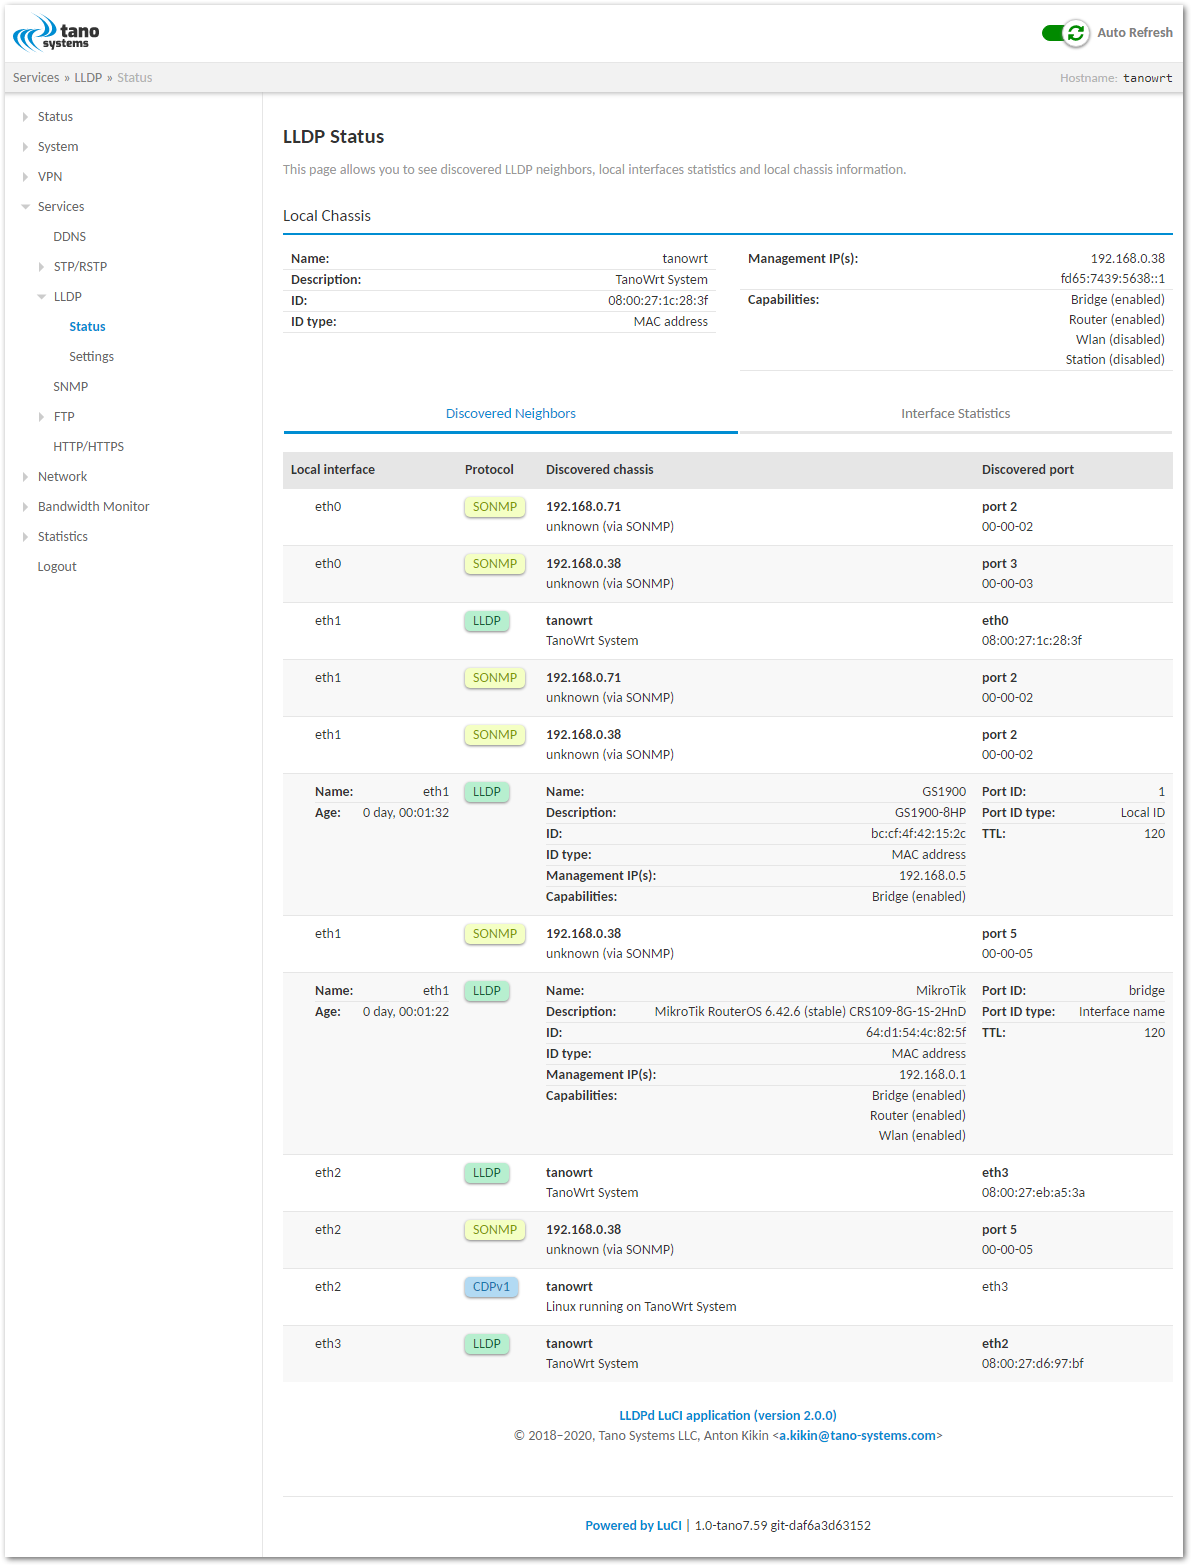 tano
systems
Auto Refresh
Services » LLDP » Status
Hostname: tanowrt
Status
System
VPN
Services
DDNS
STP/RSTP
LLDP
Status
Settings
SNMP
FTP
HTTP/HTTPS
Network
Bandwidth Monitor
Statistics
Logout
LLDP Status
This page allows you to see discovered LLDP neighbors, local interfaces statistics and local chassis information.
Local Chassis
Name: tanowrt
Description: TanoWrt System
ID: 08:00:27:1c:28:3f
ID type: MAC address
Management IP(s): 192.168.0.38
fd65:7439:5638::1
Capabilities: Bridge (enabled)
Router (enabled)
Wlan (disabled)
Station (disabled)
Discovered Neighbors Interface Statistics
Local interface Protocol Discovered chassis Discovered port
eth0 SONMP 192.168.0.71 port 2
unknown (via SONMP) 00-00-02
eth0 SONMP 192.168.0.38 port 3
unknown (via SONMP) 00-00-03
eth1 LLDP tanowrt eth0
TanoWrt System 08:00:27:1c:28:3f
eth1 SONMP 192.168.0.71 port 2
unknown (via SONMP) 00-00-02
eth1 SONMP 192.168.0.38 port 2
unknown (via SONMP) 00-00-02
Name: eth1 LLDP Name: GS1900 Port ID: 1
Age: 0 day, 00:01:32 Description: GS1900-8HP Port ID type: Local ID
ID: bc:cf:4f:42:15:2c TTL: 120
ID type: MAC address
Management IP(s): 192.168.0.5
Capabilities: Bridge (enabled)
eth1 SONMP 192.168.0.38 port 5
unknown (via SONMP) 00-00-05
Name: eth1 LLDP Name: MikroTik Port ID: bridge
Age: 0 day, 00:01:22 Description: MikroTik RouterOS 6.42.6 (stable) CRS109-8G-1S-2HnD Port ID type: Interface name
ID: 64:d1:54:4c:82:5f TTL: 120
ID type: MAC address
Management IP(s): 192.168.0.1
Capabilities: Bridge (enabled)
Router (enabled)
Wlan (enabled)
eth2 LLDP tanowrt eth3
TanoWrt System 08:00:27:eb:a5:3a
eth2 SONMP 192.168.0.38 port 5
unknown (via SONMP) 00-00-05
eth2 CDPv1 tanowrt eth3
Linux running on TanoWrt System
eth3 LLDP tanowrt eth2
TanoWrt System 08:00:27:d6:97:bf
LLDPd LuCI application (version 2.0.0)
© 2018–2020, Tano Systems LLC, Anton Kikin <a.kikin@tano-systems.com>
Powered by LuCI | 1.0-tano7.59 git-daf6a3d63152